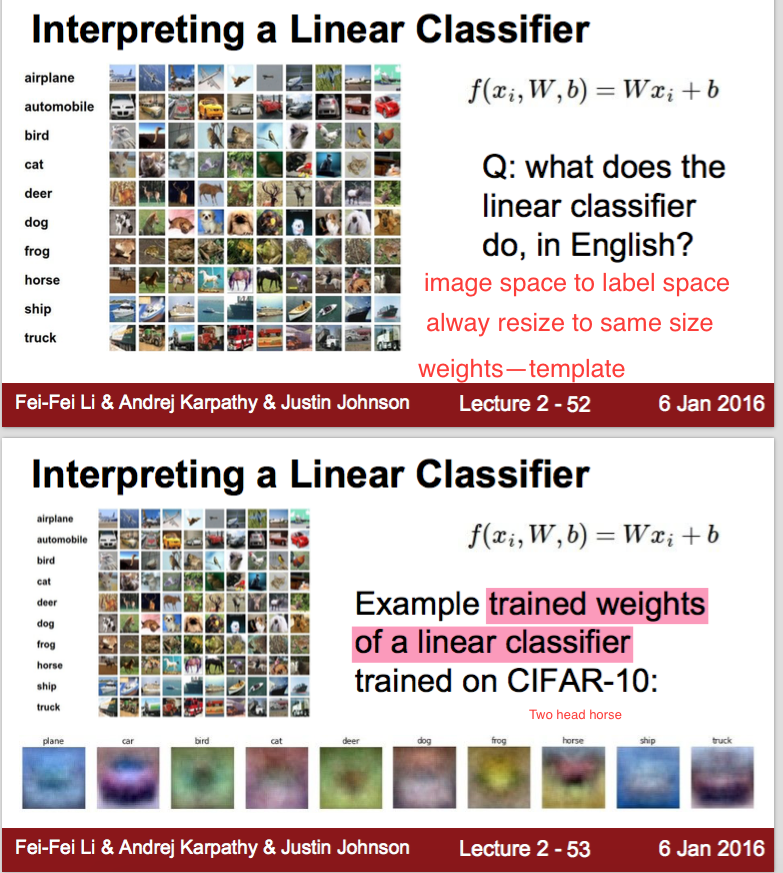 Interpreting a Linear Classifier
airplane
automobile
bird
cat
deer
dog
frog
horse
ship
truck
f(x_i, W, b) = Wx_i + b
Q: what does the
linear classifier
do, in English?
image space to label space
alway resize to same size
weights—template
Fei-Fei Li & Andrej Karpathy & Justin Johnson Lecture 2 - 52 6 Jan 2016
Interpreting a Linear Classifier
airplane
automobile
bird
cat
deer
dog
frog
horse
ship
truck
f(x_i, W, b) = Wx_i + b
Example trained weights
of a linear classifier
trained on CIFAR-10:
Two head horse
plane car bird cat deer dog frog horse ship truck
Fei-Fei Li & Andrej Karpathy & Justin Johnson Lecture 2 - 53 6 Jan 2016